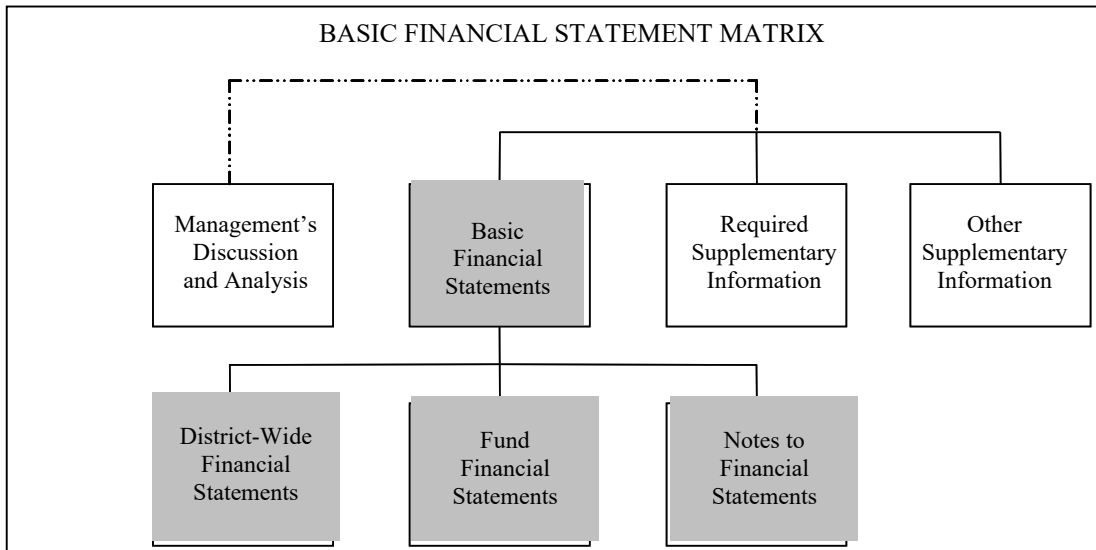 BASIC FINANCIAL STATEMENT MATRIX
Management’s
Discussion
and Analysis
Basic
Financial
Statements
Required
Supplementary
Information
Other
Supplementary
Information
District-Wide
Financial
Statements
Fund
Financial
Statements
Notes to
Financial
Statements